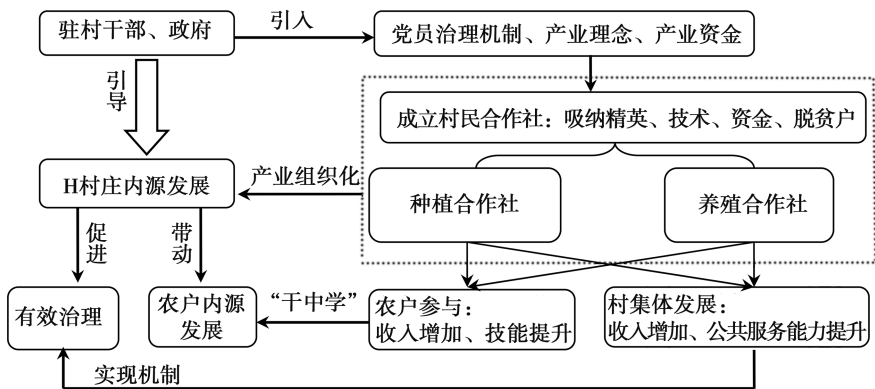 驻村干部、政府
引入
党员治理机制、产业理念、产业资金
引
导
成立村民合作社：吸纳精英、技术、资金、脱贫户
H村庄内源发展
产业组织化
种植合作社
养殖合作社
促
进
带
动
有效治理
农户内源
发展
“干中学”
农户参与：
收入增加、技能提升
村集体发展：
收入增加、公共服务能力提升
实现机制